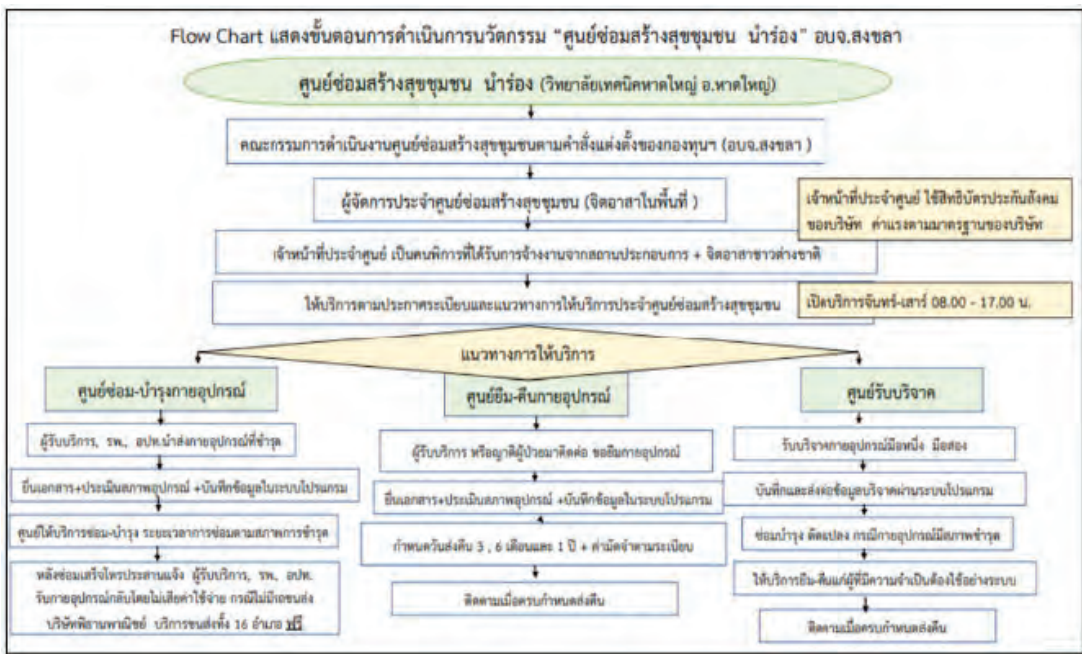 Flow Chart แสดงขั้นตอนการดำเนินการนวัตกรรม "ศูนย์ซ่อมสร้างสุขชุมชน นำร่อง" อบจ.สงขลา
ศูนย์ซ่อมสร้างสุขชุมชน นำร่อง (วิทยาลัยเทคนิคหาดใหญ่ อ.หาดใหญ่)
คณะกรรมการดำเนินงานศูนย์ซ่อมสร้างสุขชุมชนตามคำสั่งแต่งตั้งของกองทุนฯ (อบจ.สงขลา )
ผู้จัดการประจำศูนย์ซ่อมสร้างสุขชุมชน (จิตอาสาในพื้นที่ )
เจ้าหน้าที่ประจำศูนย์ ใช้สิทธิบัตรประกันสังคม
ของบริษัท ค่าแรงตามมาตรฐานของบริษัท
เจ้าหน้าที่ประจำศูนย์ เป็นคนพิการที่ได้รับการจ้างงานจากสถานประกอบการ + จิตอาสาชาวต่างชาติ
ให้บริการตามประกาศระเบียบและแนวทางการให้บริการประจำศูนย์ซ่อมสร้างสุขชุมชน
เปิดบริการจันทร์-เสาร์ 08.00 - 17.00 น.
แนวทางการให้บริการ
ศูนย์ซ่อม-บำรุงกายอุปกรณ์
ผู้รับบริการ, รพ., อปท.นำส่งกายอุปกรณ์ที่ชำรุด
ยื่นเอกสาร+ประเมินสภาพอุปกรณ์ +บันทึกข้อมูลในระบบโปรแกรม
ศูนย์ให้บริการซ่อม-บำรุง ระยะเวลาการซ่อมตามสภาพการชำรุด
หลังซ่อมเสร็จโทรประสานแจ้ง ผู้รับบริการ, รพ., อปท.
รับกายอุปกรณ์กลับโดยไม่เสียค่าใช้จ่าย กรณีไม่มีรถขนส่ง
บริษัทพิธานพาณิชย์ บริการขนส่งทั้ง 16 อำเภอ ฟรี
ศูนย์ยืม-คืนกายอุปกรณ์
ผู้รับบริการ หรือญาติผู้ป่วยมาติดต่อ ขอยืมกายอุปกรณ์
ยื่นเอกสาร+ประเมินสภาพอุปกรณ์ +บันทึกข้อมูลในระบบโปรแกรม
กำหนดวันส่งคืน 3 , 6 เดือนและ 1 ปี + ค่ามัดจำตามระเบียบ
ติดตามเมื่อครบกำหนดส่งคืน
ศูนย์รับบริจาค
รับบริจาคกายอุปกรณ์มือหนึ่ง มือสอง
บันทึกและส่งต่อข้อมูลบริจาคผ่านระบบโปรแกรม
ซ่อมบำรุง ดัดแปลง กรณีกายอุปกรณ์มีสภาพชำรุด
ให้บริการยืม-คืนแก่ผู้ที่มีความจำเป็นต้องใช้อย่างระบบ
ติดตามเมื่อครบกำหนดส่งคืน